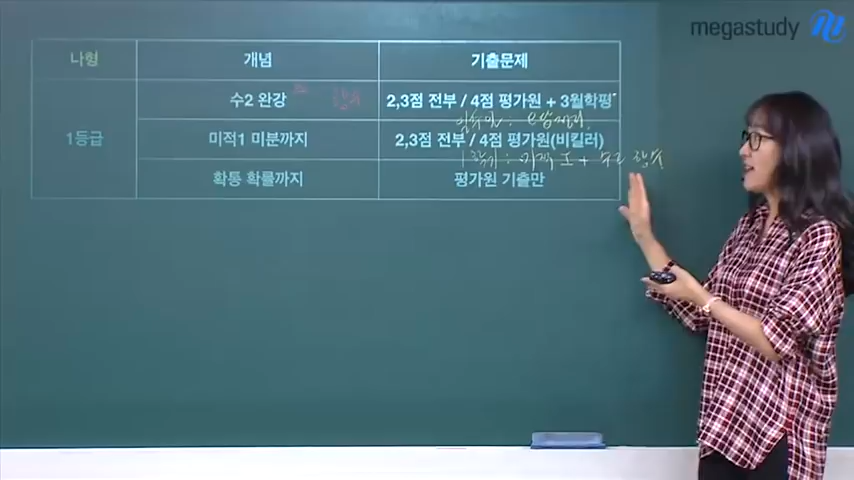 megastudy
나형 개념 기출문제
수2 완강 2,3점 전부 / 4점 평가원 + 3월학평
1등급 미적1 미분까지 2,3점 전부 / 4점 평가원(비킬러)
확통 확률까지 평가원 기출만